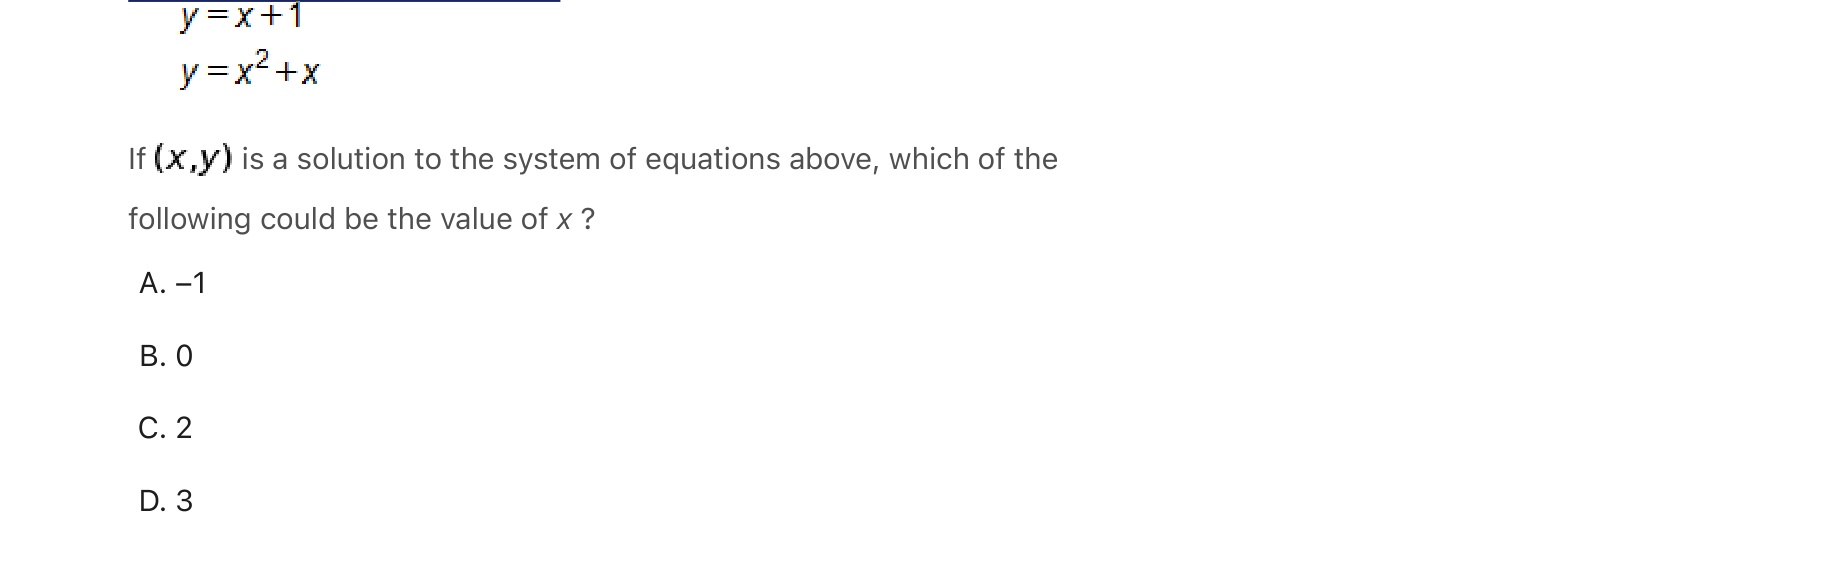 y=x+1
y=x²+x
If (x,y) is a solution to the system of equations above, which of the
following could be the value of x ?
A. –1
B. 0
C. 2
D. 3